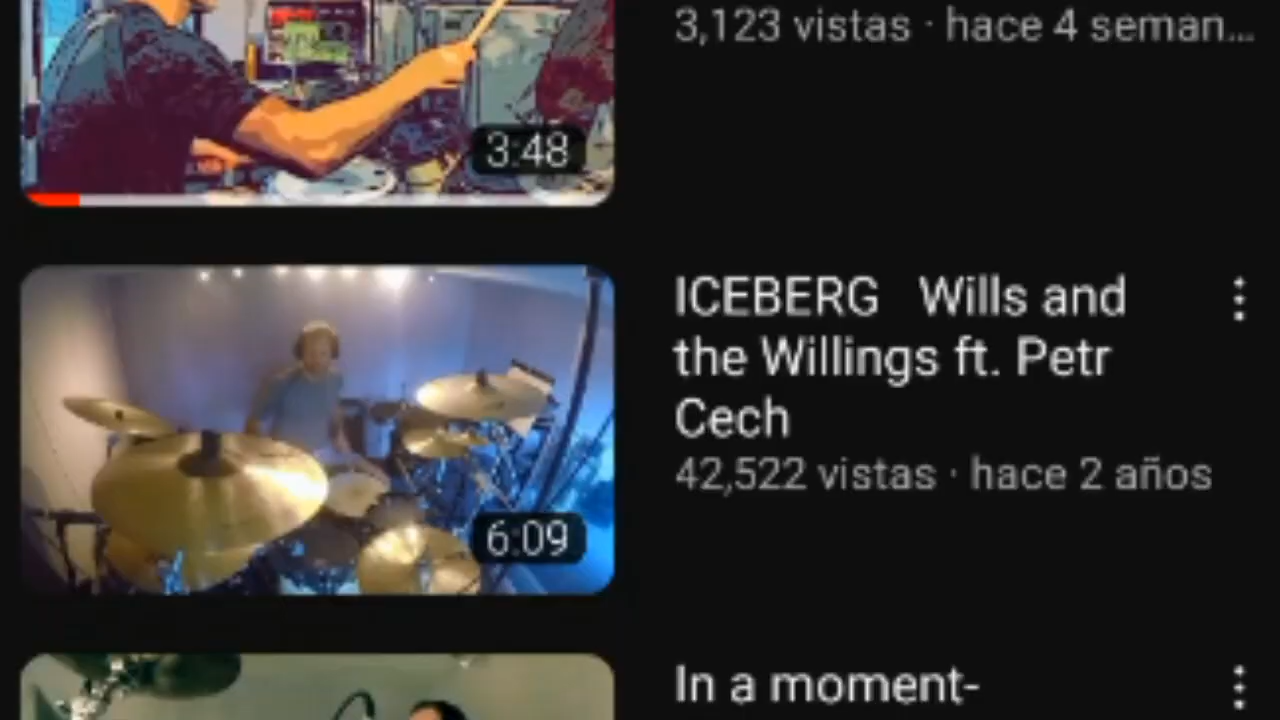 3,123 vistas · hace 4 seman...
3:48
ICEBERG Wills and
the Willings ft. Petr
Cech
42,522 vistas · hace 2 años
6:09
In a moment-